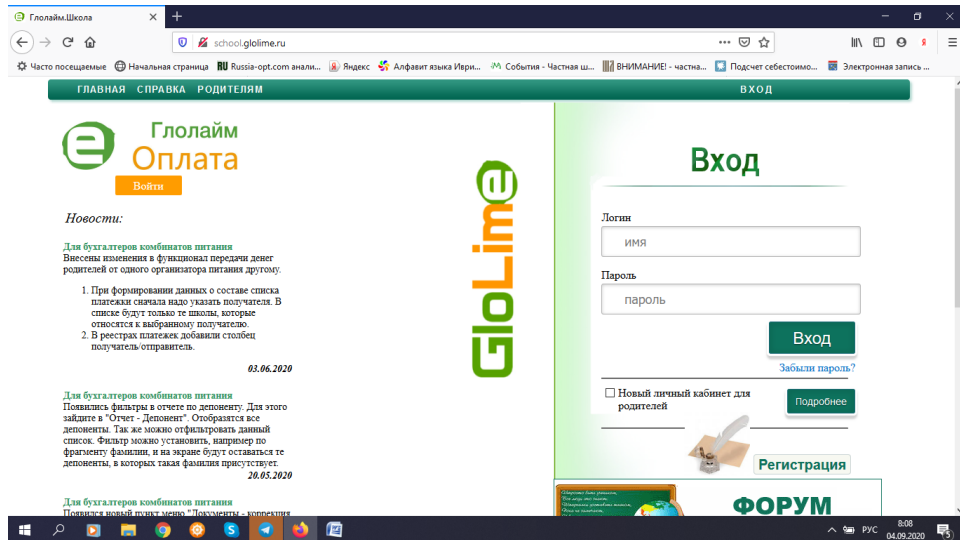 Глолайм.Школа
school.glolime.ru
Часто посещаемые
Начальная страница
Russia-opt.com анали...
Яндекс
Алфавит языка Иври...
События - Частная ш...
ВНИМАНИЕ! - частна...
Подсчет себестоимо...
Электронная запись ...
ГЛАВНАЯ СПРАВКА РОДИТЕЛЯМ
ВХОД
Глолайм
Оплата
Войти
Новости:
Для бухгалтеров комбинатов питания
Внесены изменения в функционал передачи денег
родителей от одного организатора питания другому.
1. При формировании данных о составе списка
платежки сначала надо указать получателя. В
списке будут только те школы, которые
относятся к выбранному получателю.
2. В реестрах платежек добавили столбец
получатель/отправитель.
03.06.2020
Для бухгалтеров комбинатов питания
Появились фильтры в отчете по депоненту. Для этого
зайдите в "Отчет - Депонент". Отобразятся все
депоненты. Так же можно отфильтровать данный
список. Фильтр можно установить, например по
фрагменту фамилии, и на экране будут оставаться те
депоненты, в которых такая фамилия присутствует.
20.05.2020
Для бухгалтеров комбинатов питания
Появился новый пункт меню "Документы - коррекция
GloLime
Вход
Логин
имя
Пароль
пароль
Вход
Забыли пароль?
Новый личный кабинет для
родителей
Подробнее
Регистрация
ФОРУМ
РУС
8:08
04.09.2020